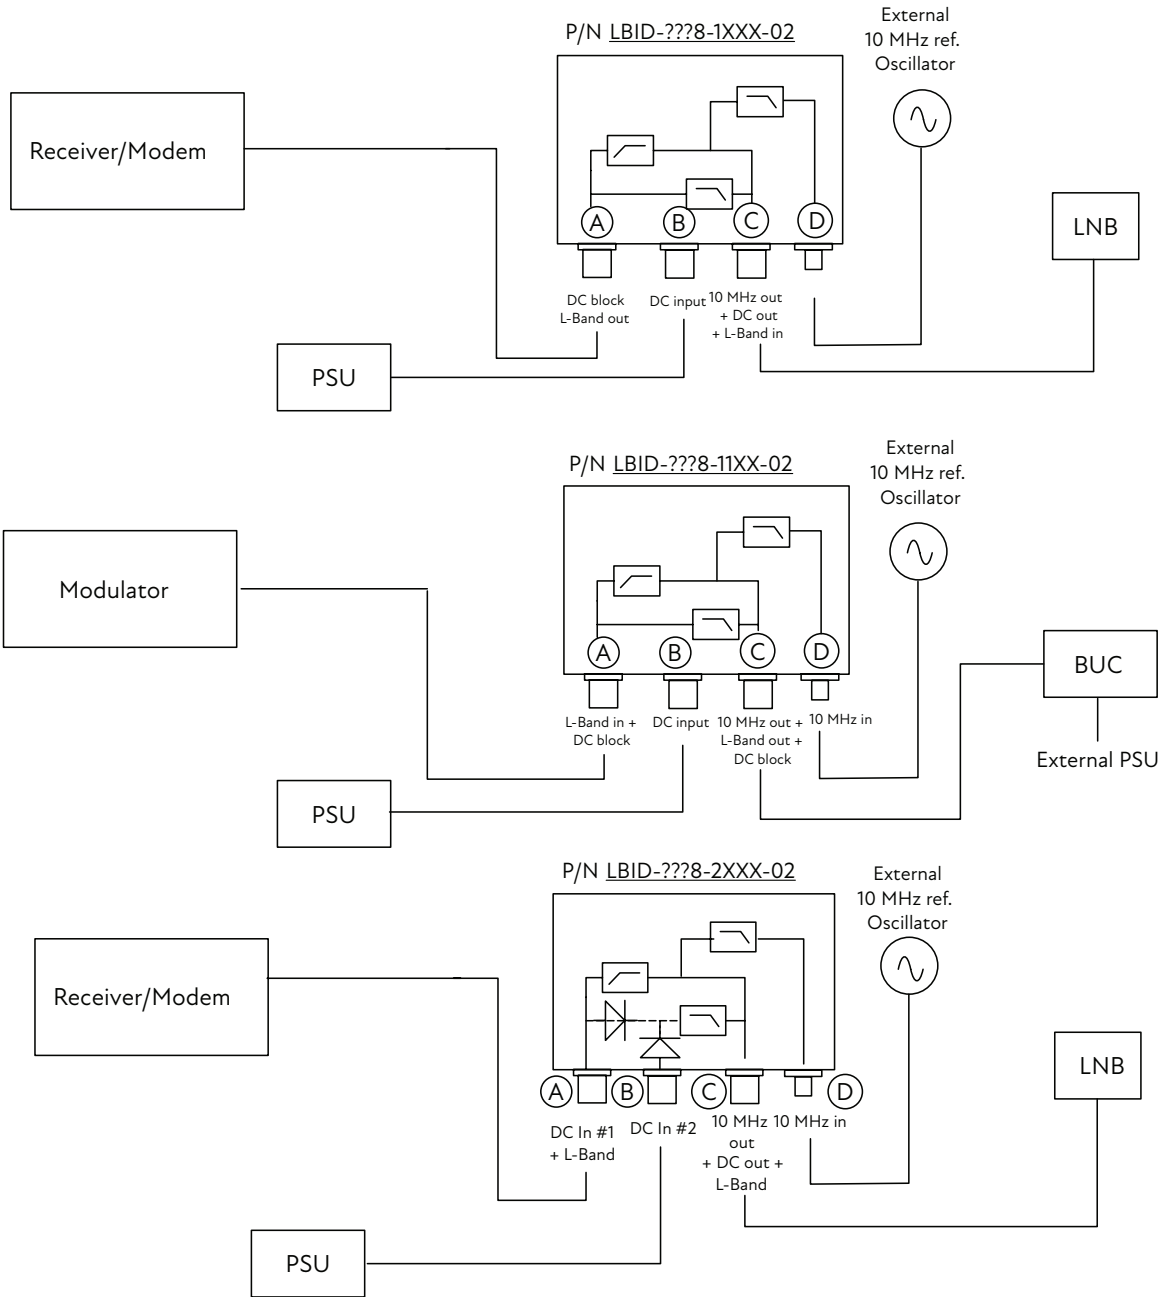 P/N LBID-???8-1XXX-02
External
10 MHz ref.
Oscillator
Receiver/Modem
LNB
A
B
C
D
DC block
L-Band out
DC input
10 MHz out
+ DC out
+ L-Band in
PSU
P/N LBID-???8-11XX-02
External
10 MHz ref.
Oscillator
Modulator
BUC
External PSU
A
B
C
D
L-Band in +
DC block
DC input
10 MHz out +
L-Band out +
DC block
10 MHz in
PSU
P/N LBID-???8-2XXX-02
External
10 MHz ref.
Oscillator
Receiver/Modem
LNB
A
B
C
D
DC In #1
+ L-Band
DC In #2
10 MHz
out
+ DC out +
L-Band
10 MHz in
PSU